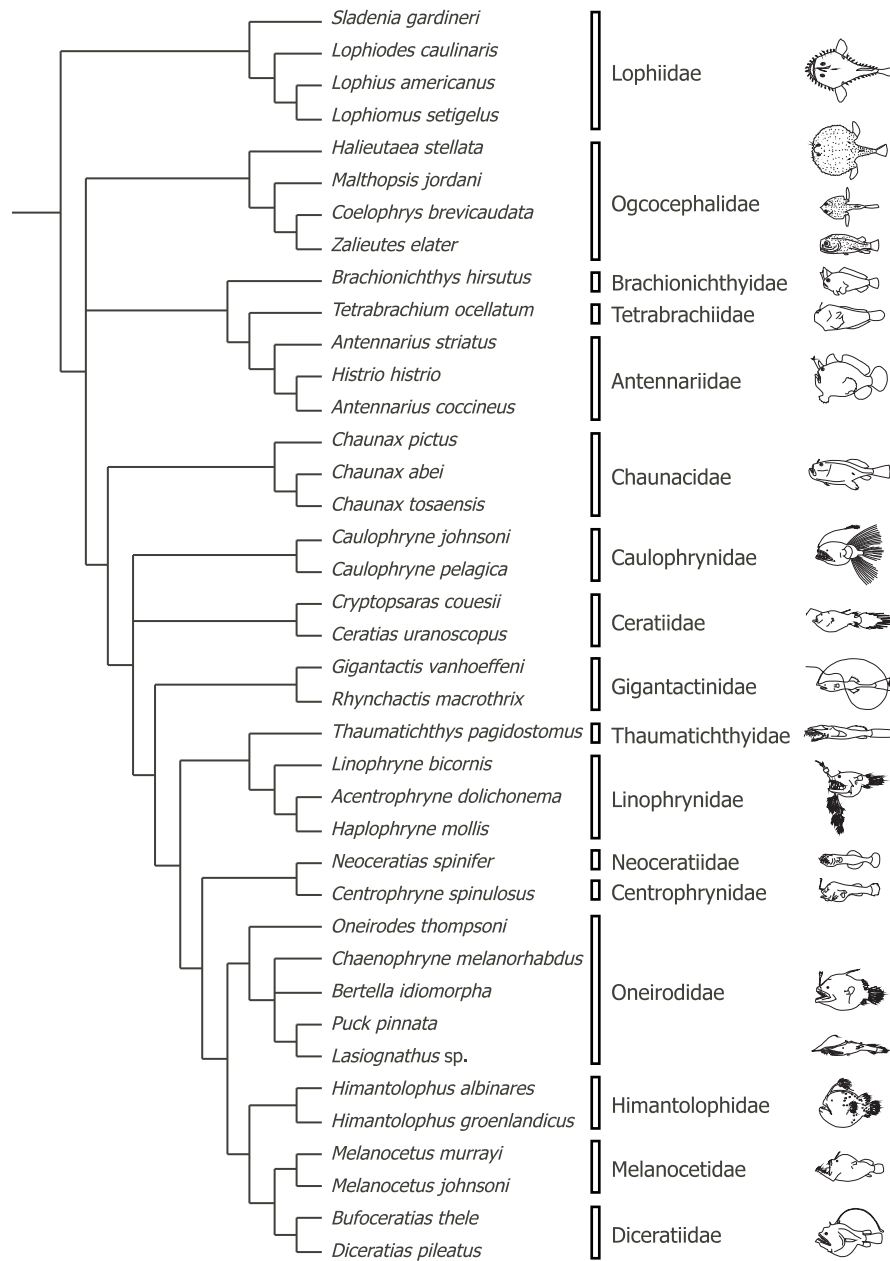 Sladenia gardineri
Lophiodes caulinaris
Lophius americanus
Lophiomus setigelus
Lophiidae
Halieutaea stellata
Malthopsis jordani
Coelophrys brevicaudata
Zalieutes elater
Ogcocephalidae
Brachionichthys hirsutus
Brachionichthyidae
Tetrabrachium ocellatum
Tetrabrachiidae
Antennarius striatus
Histrio histrio
Antennarius coccineus
Antennariidae
Chaunax pictus
Chaunax abei
Chaunax tosaensis
Chaunacidae
Caulophryne johnsoni
Caulophryne pelagica
Caulophrynidae
Cryptopsaras couesii
Ceratias uranoscopus
Ceratiidae
Gigantactis vanhoeffeni
Rhynchactis macrothrix
Gigantactinidae
Thaumatichthys pagidostomus
Thaumatichthyidae
Linophryne bicornis
Acentrophryne dolichonema
Haplophryne mollis
Linophrynidae
Neoceratias spinifer
Neoceratiidae
Centrophryne spinulosus
Centrophrynidae
Oneirodes thompsoni
Chaenophryne melanorhabdus
Bertella idiomorpha
Puck pinnata
Lasiognathus sp.
Oneirodidae
Himantolophus albinares
Himantolophus groenlandicus
Himantolophidae
Melanocetus murrayi
Melanocetus johnsoni
Melanocetidae
Bufoceratias thele
Diceratias pileatus
Diceratiidae